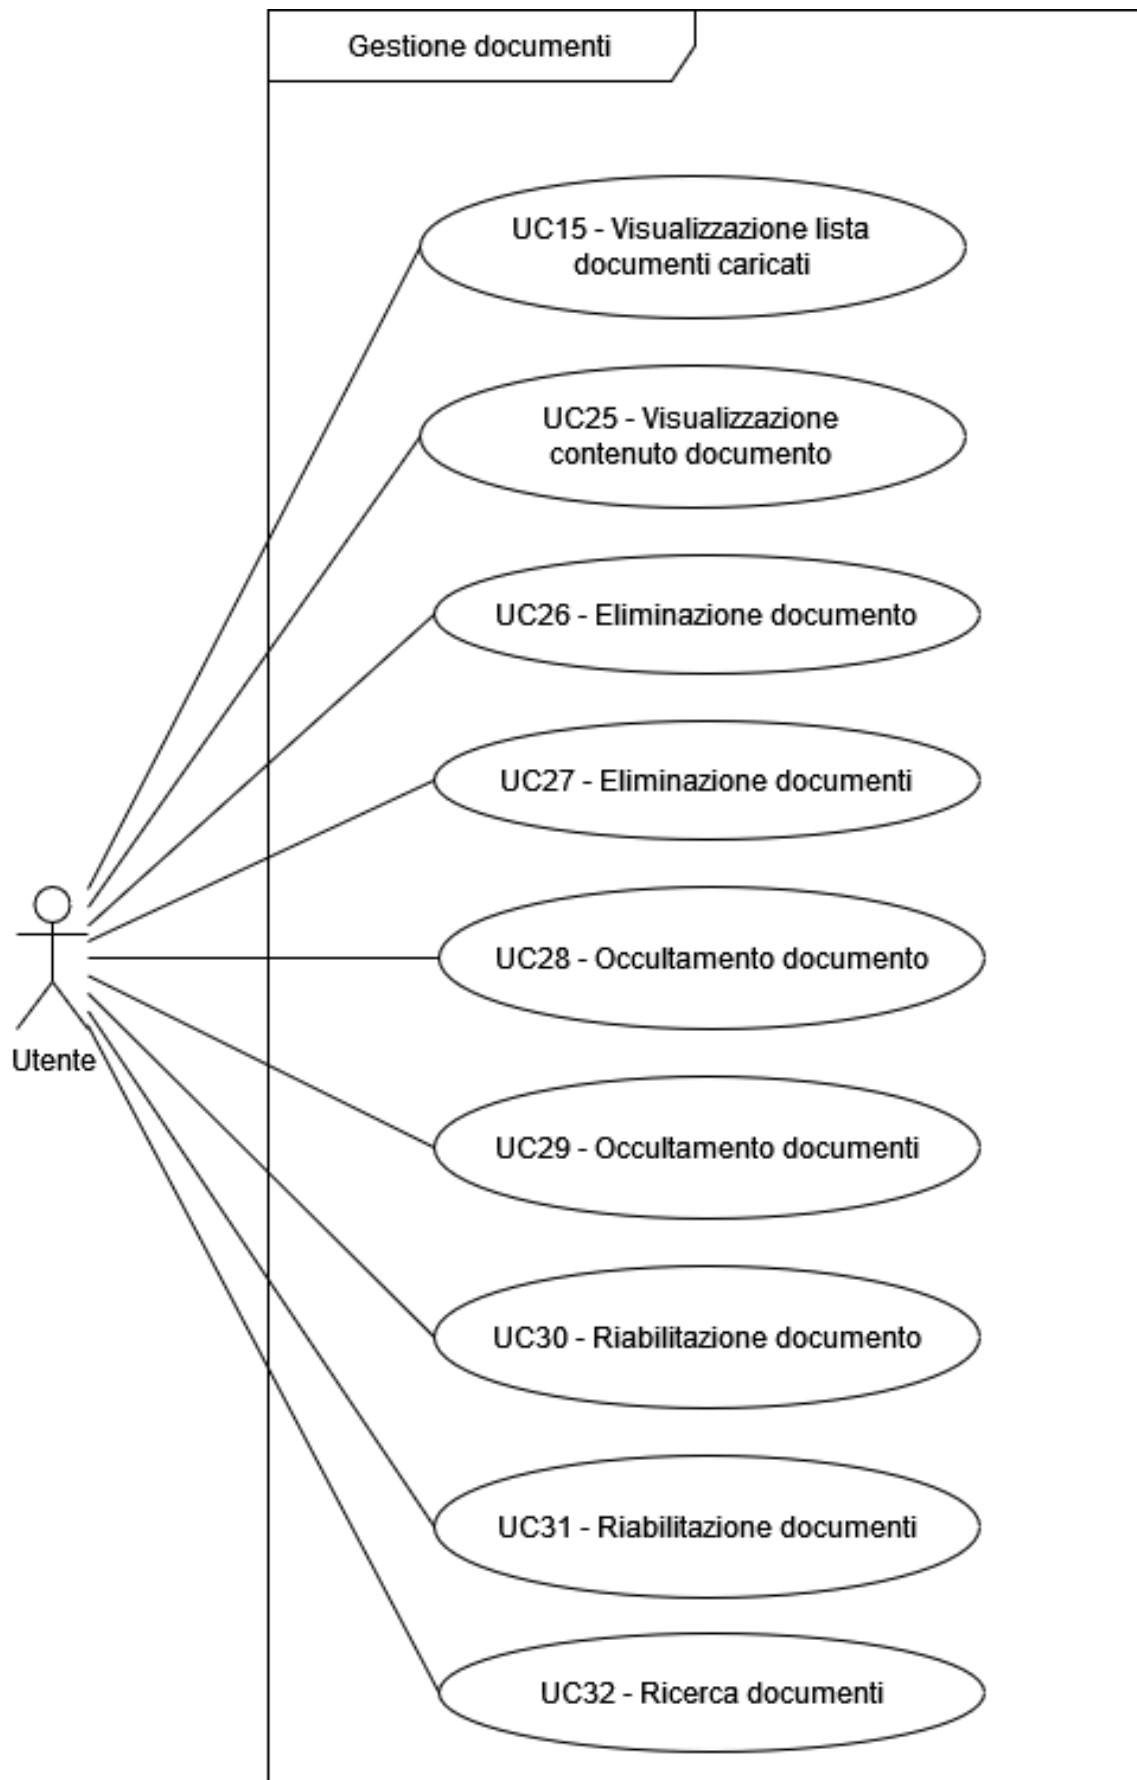 Gestione documenti
UC15 - Visualizzazione lista
documenti caricati
UC25 - Visualizzazione
contenuto documento
UC26 - Eliminazione documento
UC27 - Eliminazione documenti
UC28 - Occultamento documento
Utente
UC29 - Occultamento documenti
UC30 - Riabilitazione documento
UC31 - Riabilitazione documenti
UC32 - Ricerca documenti